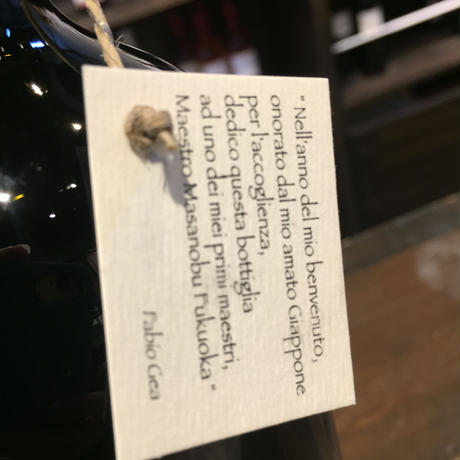 " Nell'anno del mio benvenuto,
onorato dal mio amato Giappone
per l'accoglienza,
dedico questa bottiglia
ad uno dei miei primi maestri,
Maestro Masanobu Fukuoka "
Fabio Gea